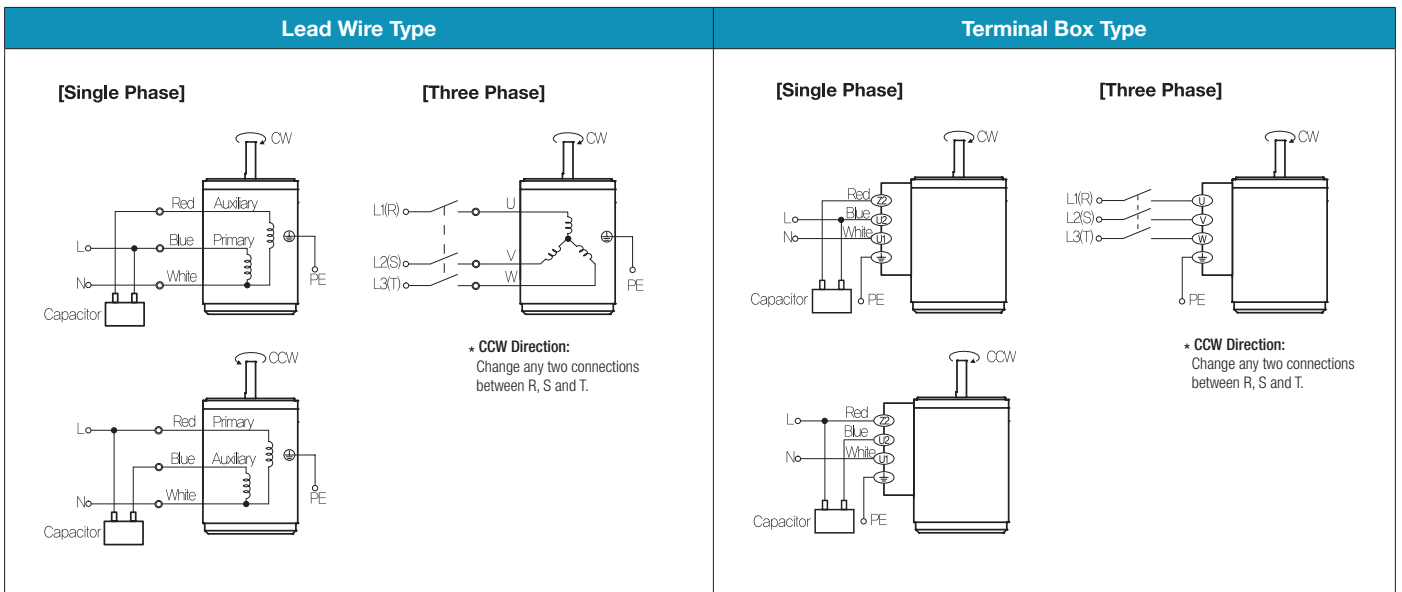 Lead Wire Type
[Single Phase]
CW
Red Auxiliary
L
Blue Primary
N
White
PE
Capacitor
CCW
Red Primary
L
Blue Auxiliary
N
White
PE
Capacitor
[Three Phase]
CW
L1(R)
U
L2(S)
V
L3(T)
W
PE
* CCW Direction:
Change any two connections
between R, S and T.
Terminal Box Type
[Single Phase]
CW
Red Z2
L
Blue U2
N
White U1
Capacitor
PE
CCW
L
Red Z2
Blue U2
N
White U1
Capacitor
PE
[Three Phase]
CW
L1(R)
U
L2(S)
V
L3(T)
W
PE
* CCW Direction:
Change any two connections
between R, S and T.